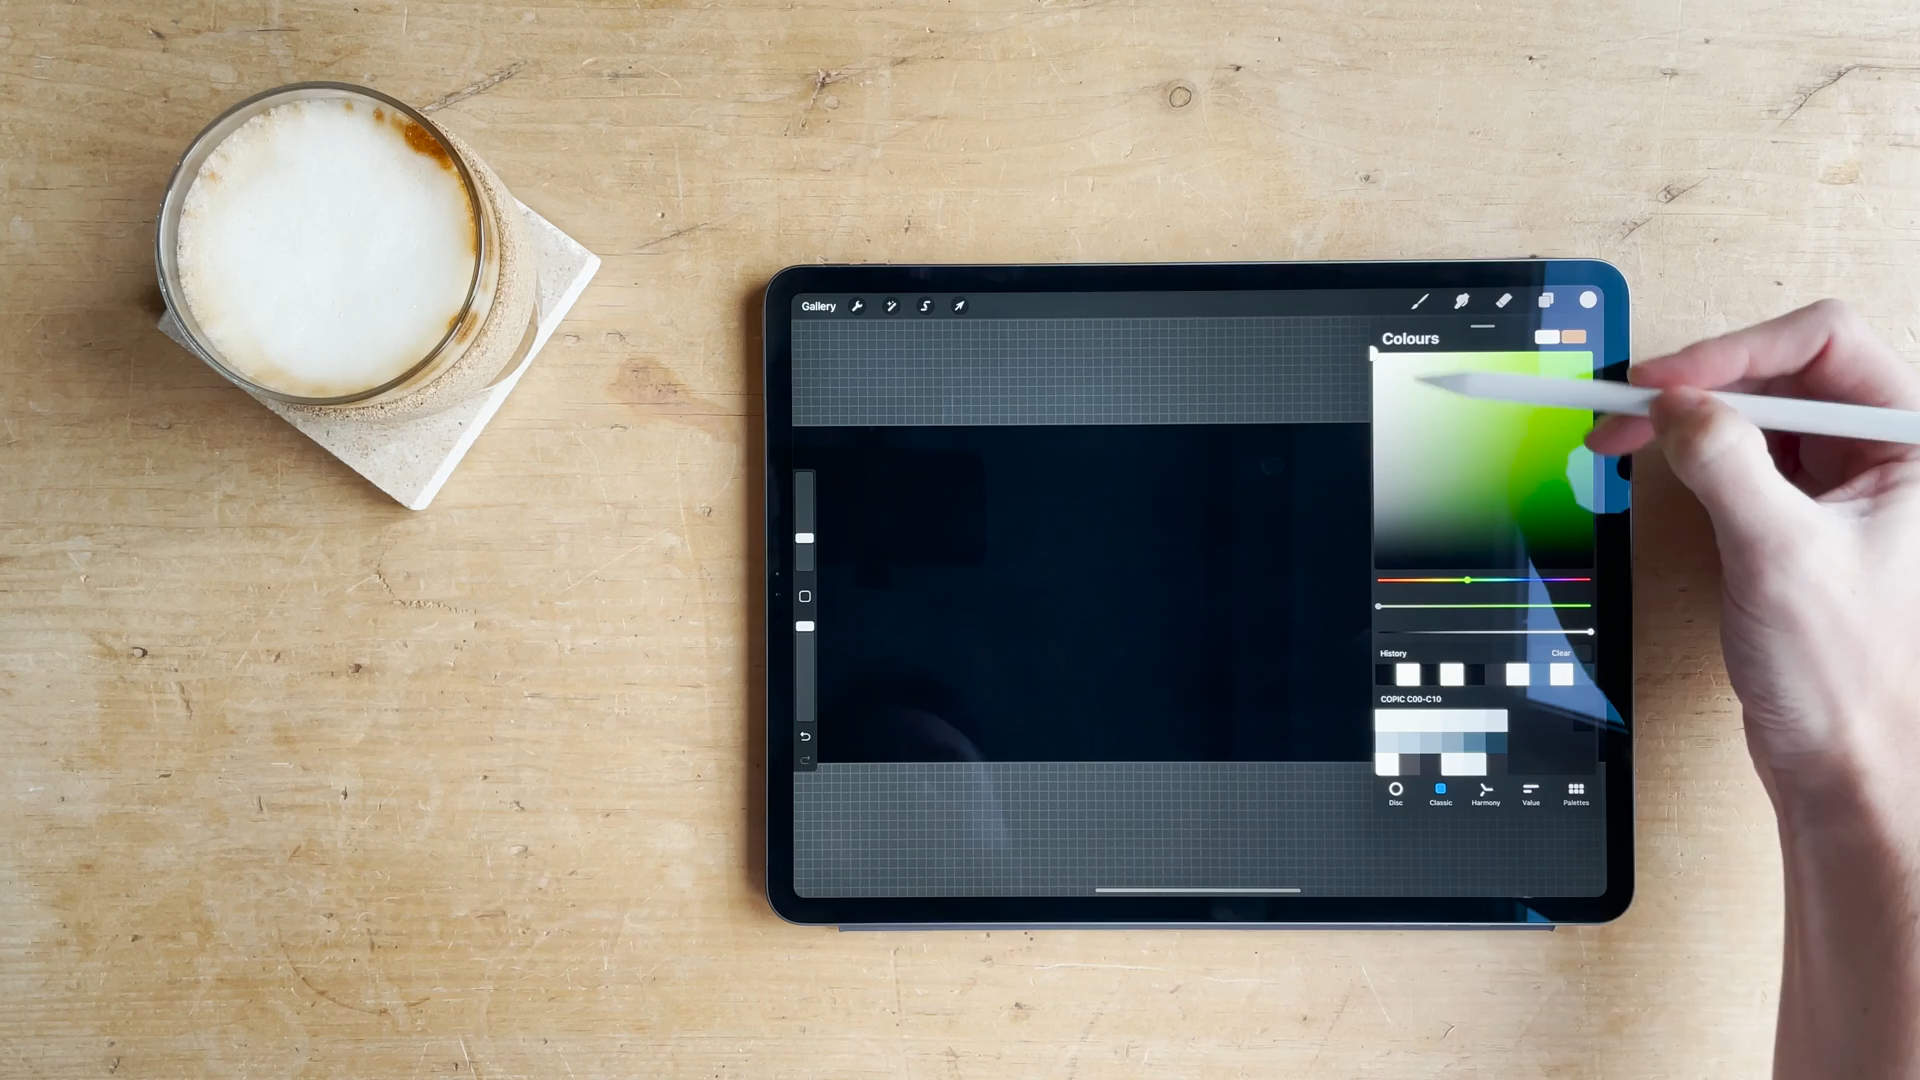 Gallery
Colours
History Clear
COPIC C00-C10
Disc Classic Harmony Value Palettes